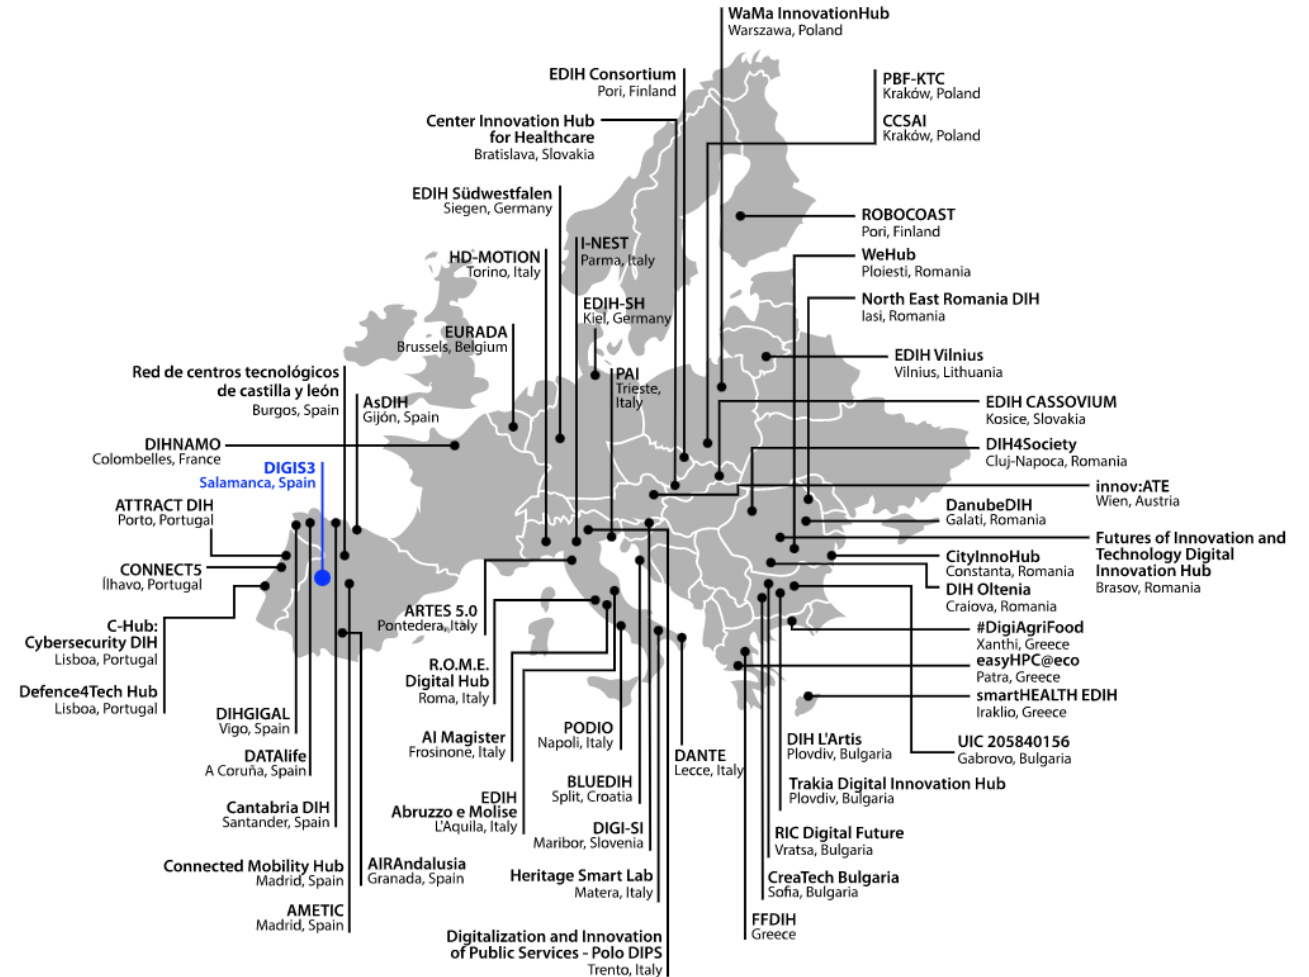 WaMa InnovationHub
Warszawa, Poland
EDIH Consortium
Pori, Finland
PBF-KTC
Kraków, Poland
Center Innovation Hub
for Healthcare
Bratislava, Slovakia
CCSAI
Kraków, Poland
EDIH Südwestfalen
Siegen, Germany
ROBOCOAST
Pori, Finland
HD-MOTION
Torino, Italy
I-NEST
Parma, Italy
WeHub
Ploiesti, Romania
EDIH-SH
Kiel, Germany
North East Romania DIH
Iasi, Romania
EURADA
Brussels, Belgium
EDIH Vilnius
Vilnius, Lithuania
Red de centros tecnológicos
de castilla y león
Burgos, Spain
AsDIH
Gijón, Spain
PAI
Trieste,
Italy
EDIH CASSOVIUM
Kosice, Slovakia
DIHNAMO
Colombelles, France
DIH4Society
Cluj-Napoca, Romania
DIGIS3
Salamanca, Spain
innov:ATE
Wien, Austria
ATTRACT DIH
Porto, Portugal
DanubeDIH
Galati, Romania
Futures of Innovation and
Technology Digital
Innovation Hub
Brasov, Romania
CONNECT5
Ílhavo, Portugal
CityInnoHub
Constanta, Romania
DIH Oltenia
Craiova, Romania
C-Hub:
Cybersecurity DIH
Lisboa, Portugal
ARTES 5.0
Pontedera, Italy
#DigiAgriFood
Xanthi, Greece
easyHPC@eco
Patra, Greece
R.O.M.E.
Digital Hub
Roma, Italy
Defence4Tech Hub
Lisboa, Portugal
smartHEALTH EDIH
Iraklio, Greece
DIHGIGAL
Vigo, Spain
AI Magister
Frosinone, Italy
PODIO
Napoli, Italy
DIH L'Artis
Plovdiv, Bulgaria
UIC 205840156
Gabrovo, Bulgaria
DATAlife
A Coruña, Spain
DANTE
Lecce, Italy
BLUEDIH
Split, Croatia
Trakia Digital Innovation Hub
Plovdiv, Bulgaria
Cantabria DIH
Santander, Spain
EDIH
Abruzzo e Molise
L'Aquila, Italy
DIGI-SI
Maribor, Slovenia
RIC Digital Future
Vratsa, Bulgaria
Connected Mobility Hub
Madrid, Spain
AIRAndalusia
Granada, Spain
Heritage Smart Lab
Matera, Italy
CreaTech Bulgaria
Sofia, Bulgaria
AMETIC
Madrid, Spain
FFDIH
Greece
Digitalization and Innovation
of Public Services - Polo DIPS
Trento, Italy